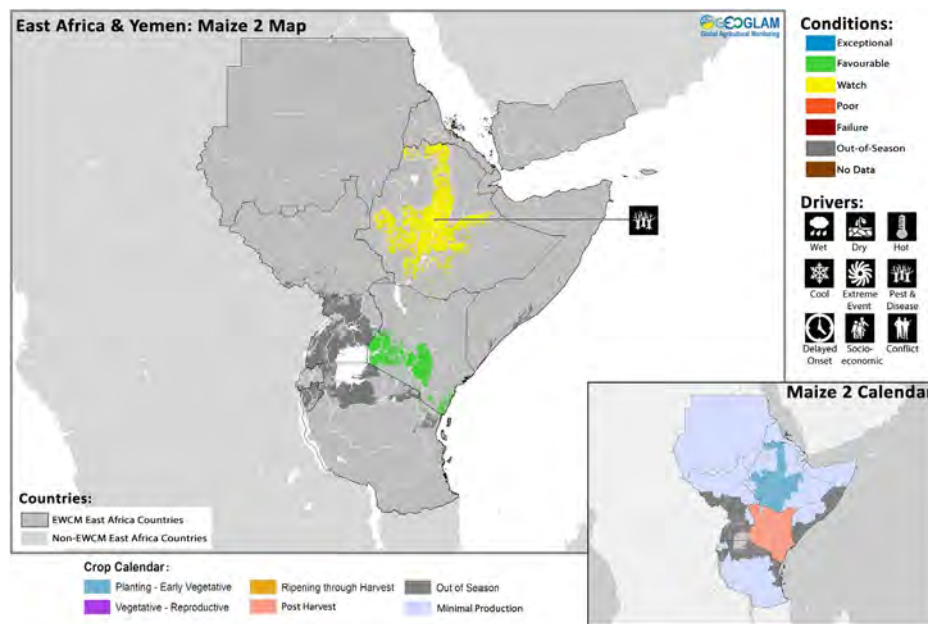 East Africa & Yemen: Maize 2 Map
GEOGLAM
Global Agricultural Monitoring
Conditions:
Exceptional
Favourable
Watch
Poor
Failure
Out-of-Season
No Data
Drivers:
Wet
Dry
Hot
Cool
Extreme Event
Pest & Disease
Delayed Onset
Socio-economic
Conflict
Maize 2 Calendar
Countries:
EWCM East Africa Countries
Non-EWCM East Africa Countries
Crop Calendar:
Planting - Early Vegetative
Ripening through Harvest
Out of Season
Vegetative - Reproductive
Post Harvest
Minimal Production